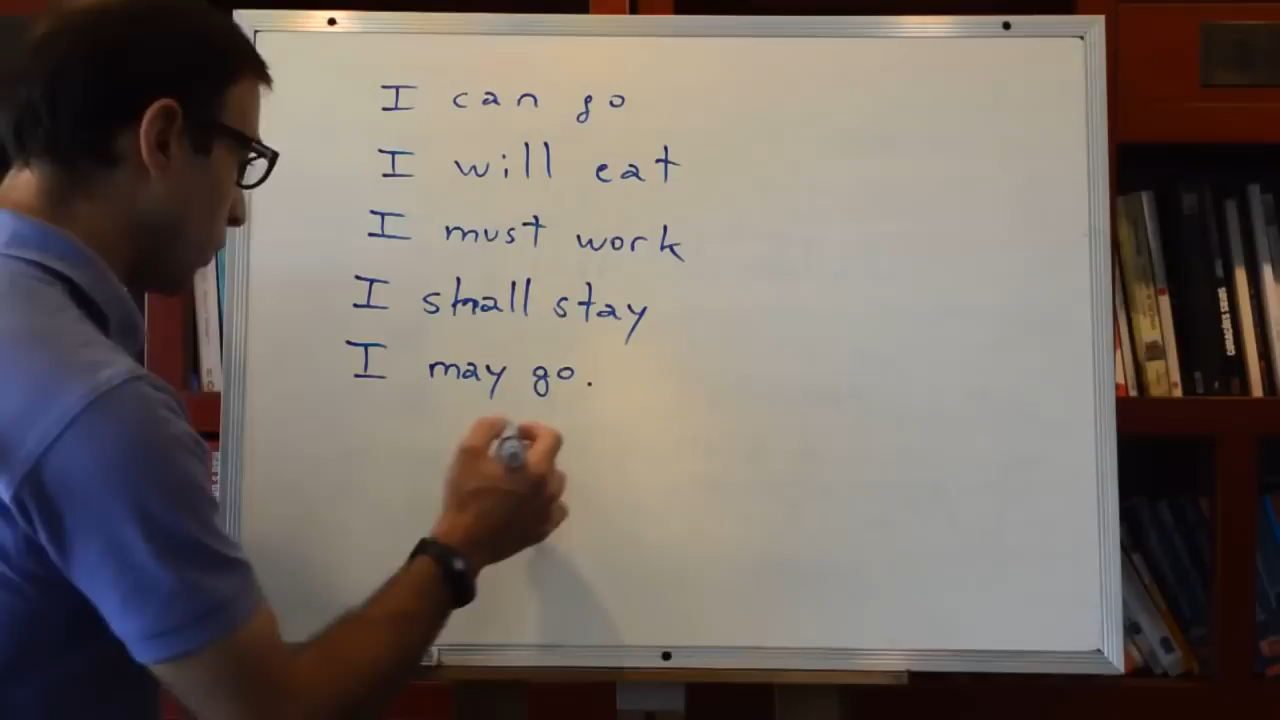 I can go
I will eat
I must work
I shall stay
I may go.